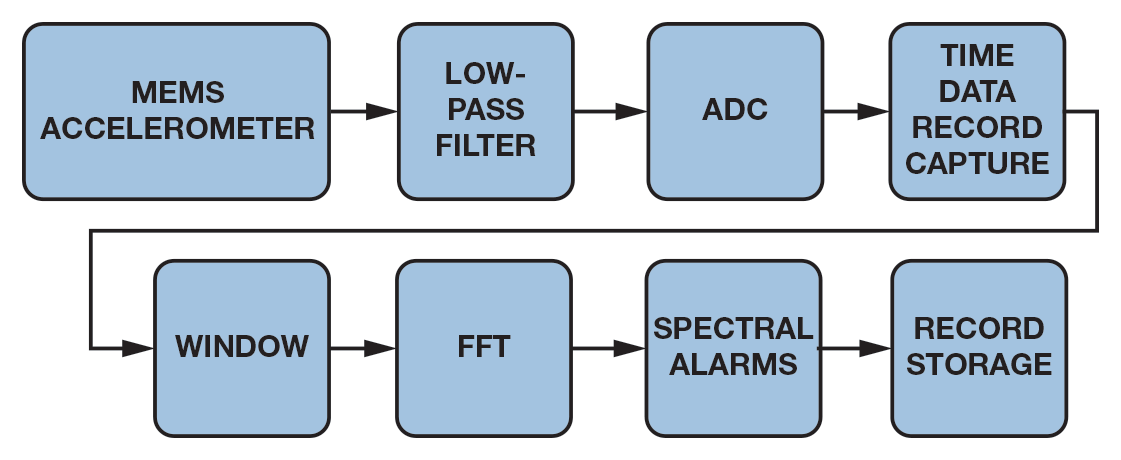 MEMS
ACCELEROMETER
LOW-
PASS
FILTER
ADC
TIME
DATA
RECORD
CAPTURE
WINDOW
FFT
SPECTRAL
ALARMS
RECORD
STORAGE